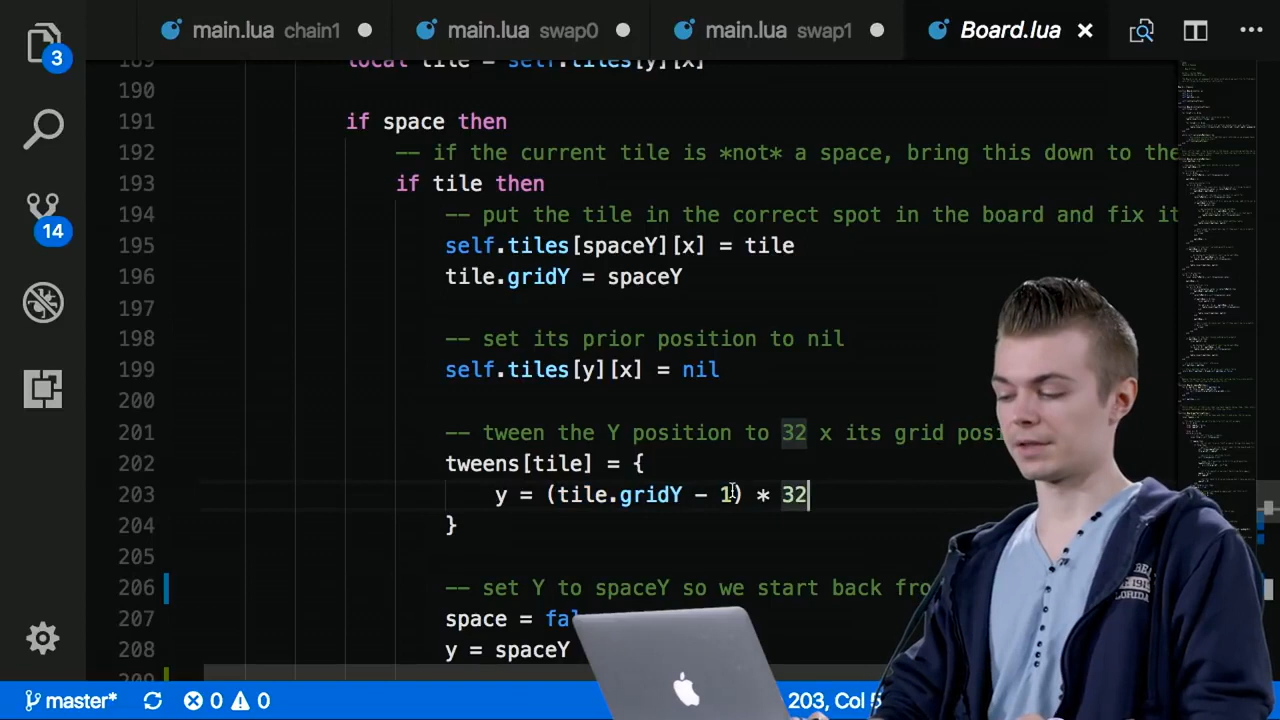 main.lua chain1
main.lua swap0
main.lua swap1
Board.lua
3
14
189 local tile = self.tiles[y][x]
190
191 if space then
192 -- if the current tile is *not* a space, bring this down to the
193 if tile then
194 -- put the tile in the correct spot in the board and fix it
195 self.tiles[spaceY][x] = tile
196 tile.gridY = spaceY
197
198 -- set its prior position to nil
199 self.tiles[y][x] = nil
200
201 -- tween the Y position to 32 x its grid posi
202 tweens[tile] = {
203 y = (tile.gridY - 1) * 32
204 }
205
206 -- set Y to spaceY so we start back fro
207 space = fal
208 y = spaceY
209
master* 0 0
203, Col 5